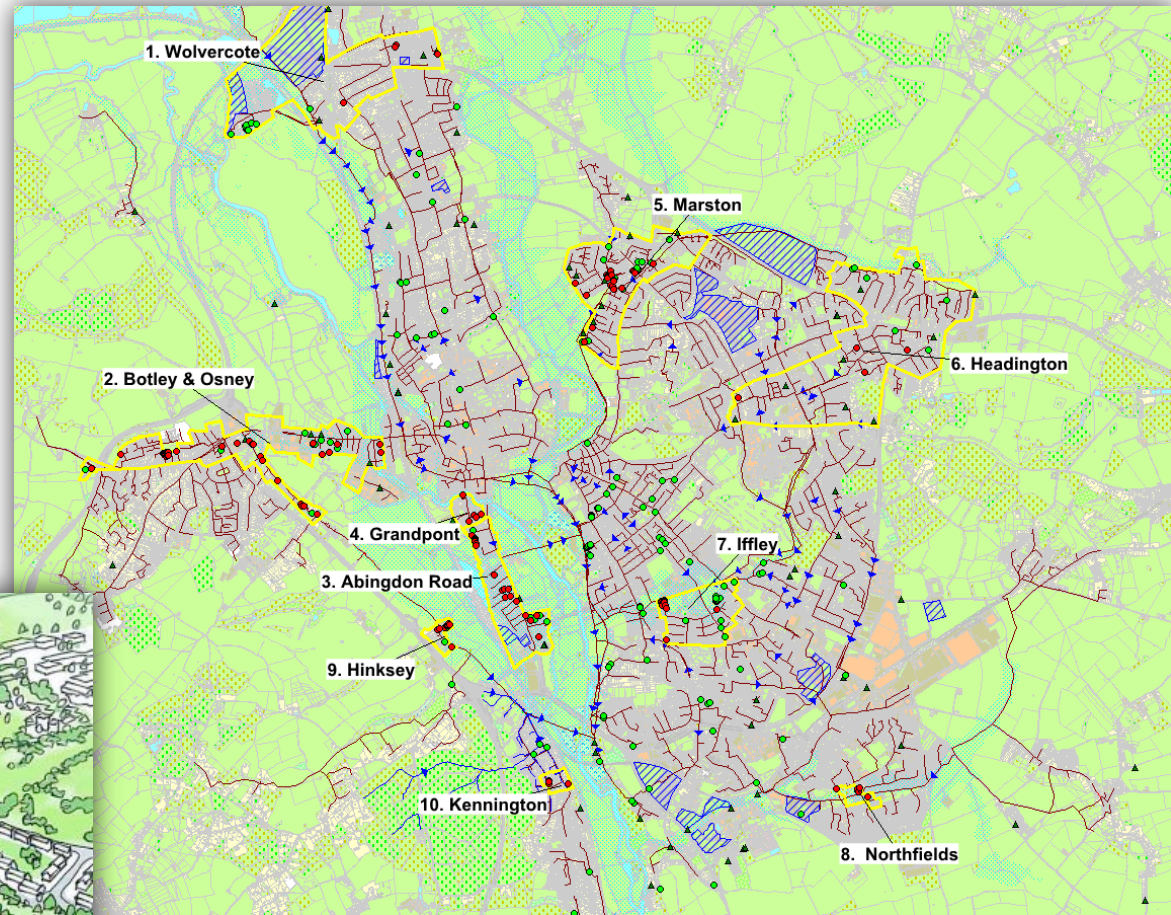 1. Wolvercote
5. Marston
6. Headington
2. Botley & Osney
4. Grandpont
7. Iffley
3. Abingdon Road
9. Hinksey
10. Kennington
8. Northfields